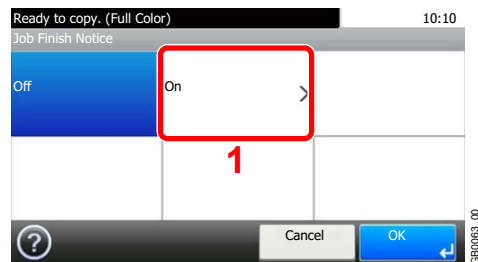 Ready to copy. (Full Color) 10:10
Job Finish Notice
Off On
1
? Cancel OK
GB0063_00